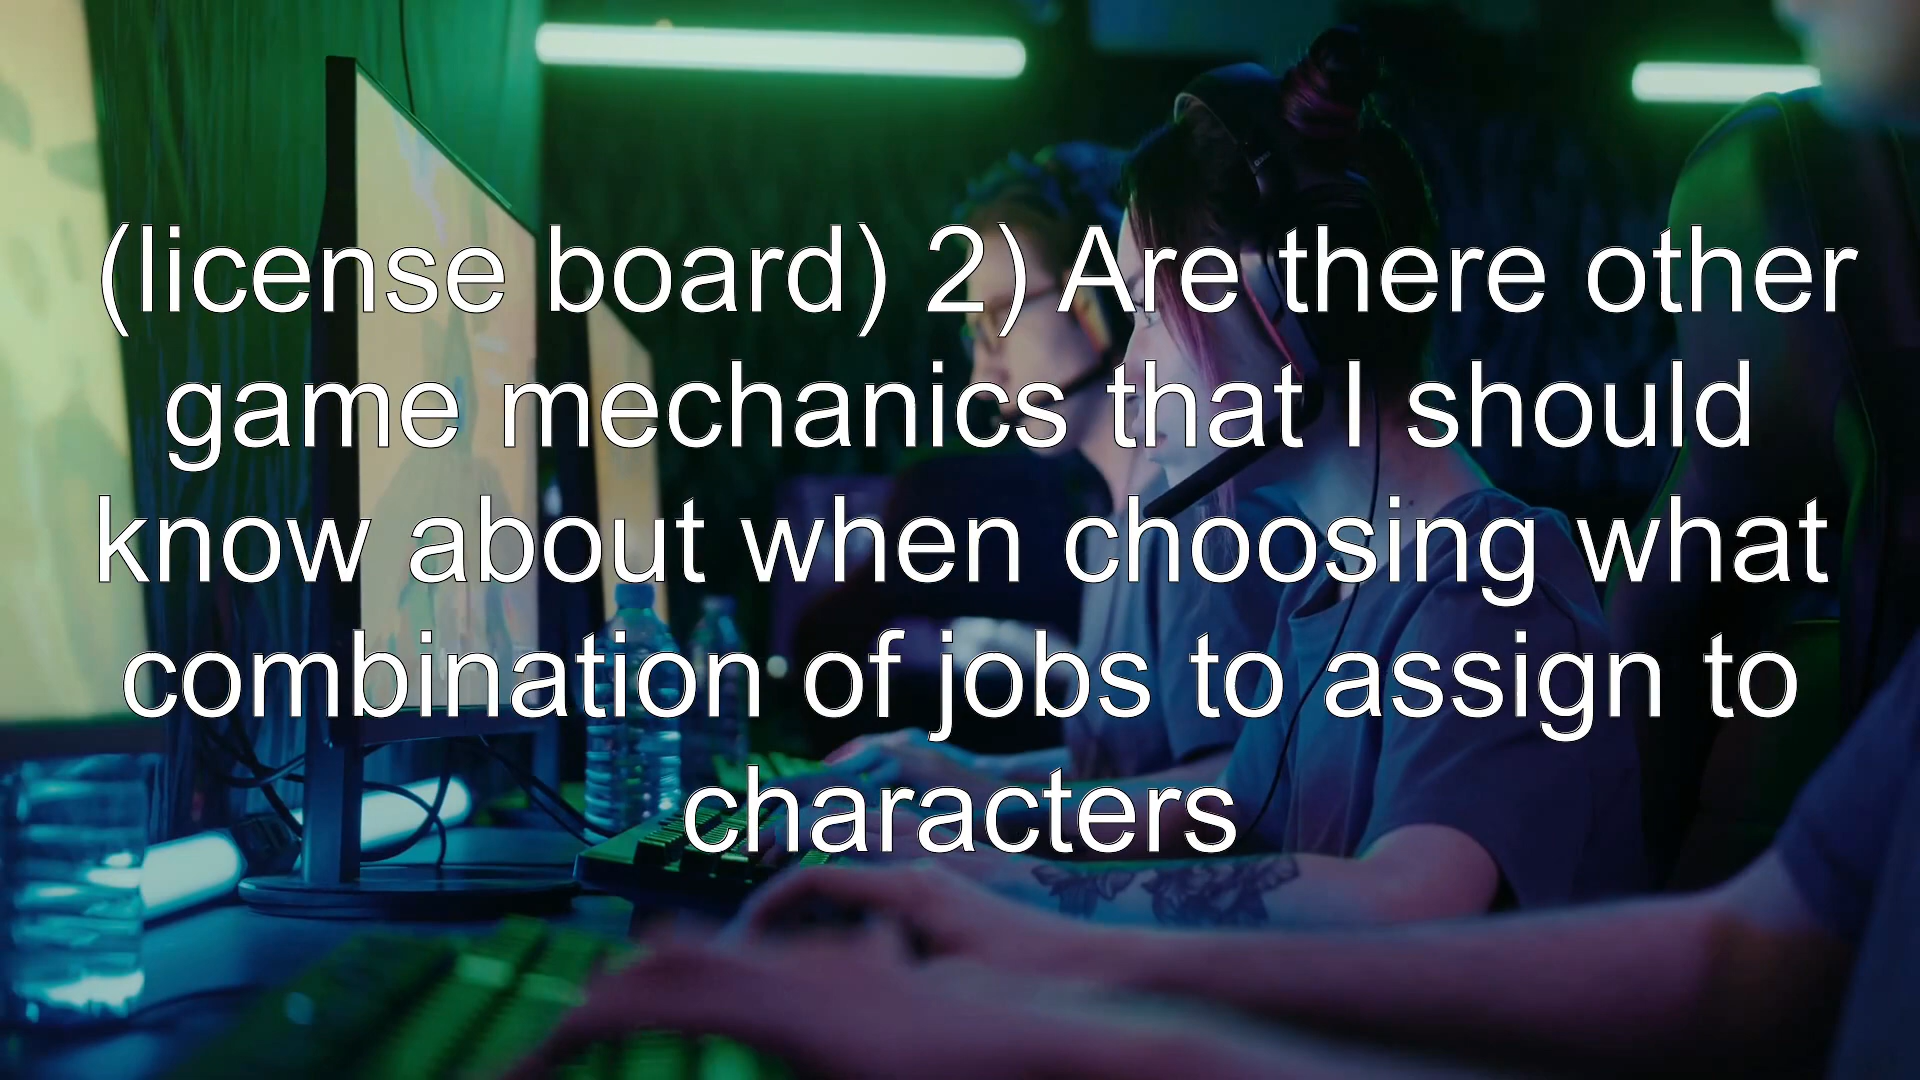 (license board) 2) Are there other
game mechanics that I should
know about when choosing what
combination of jobs to assign to
characters